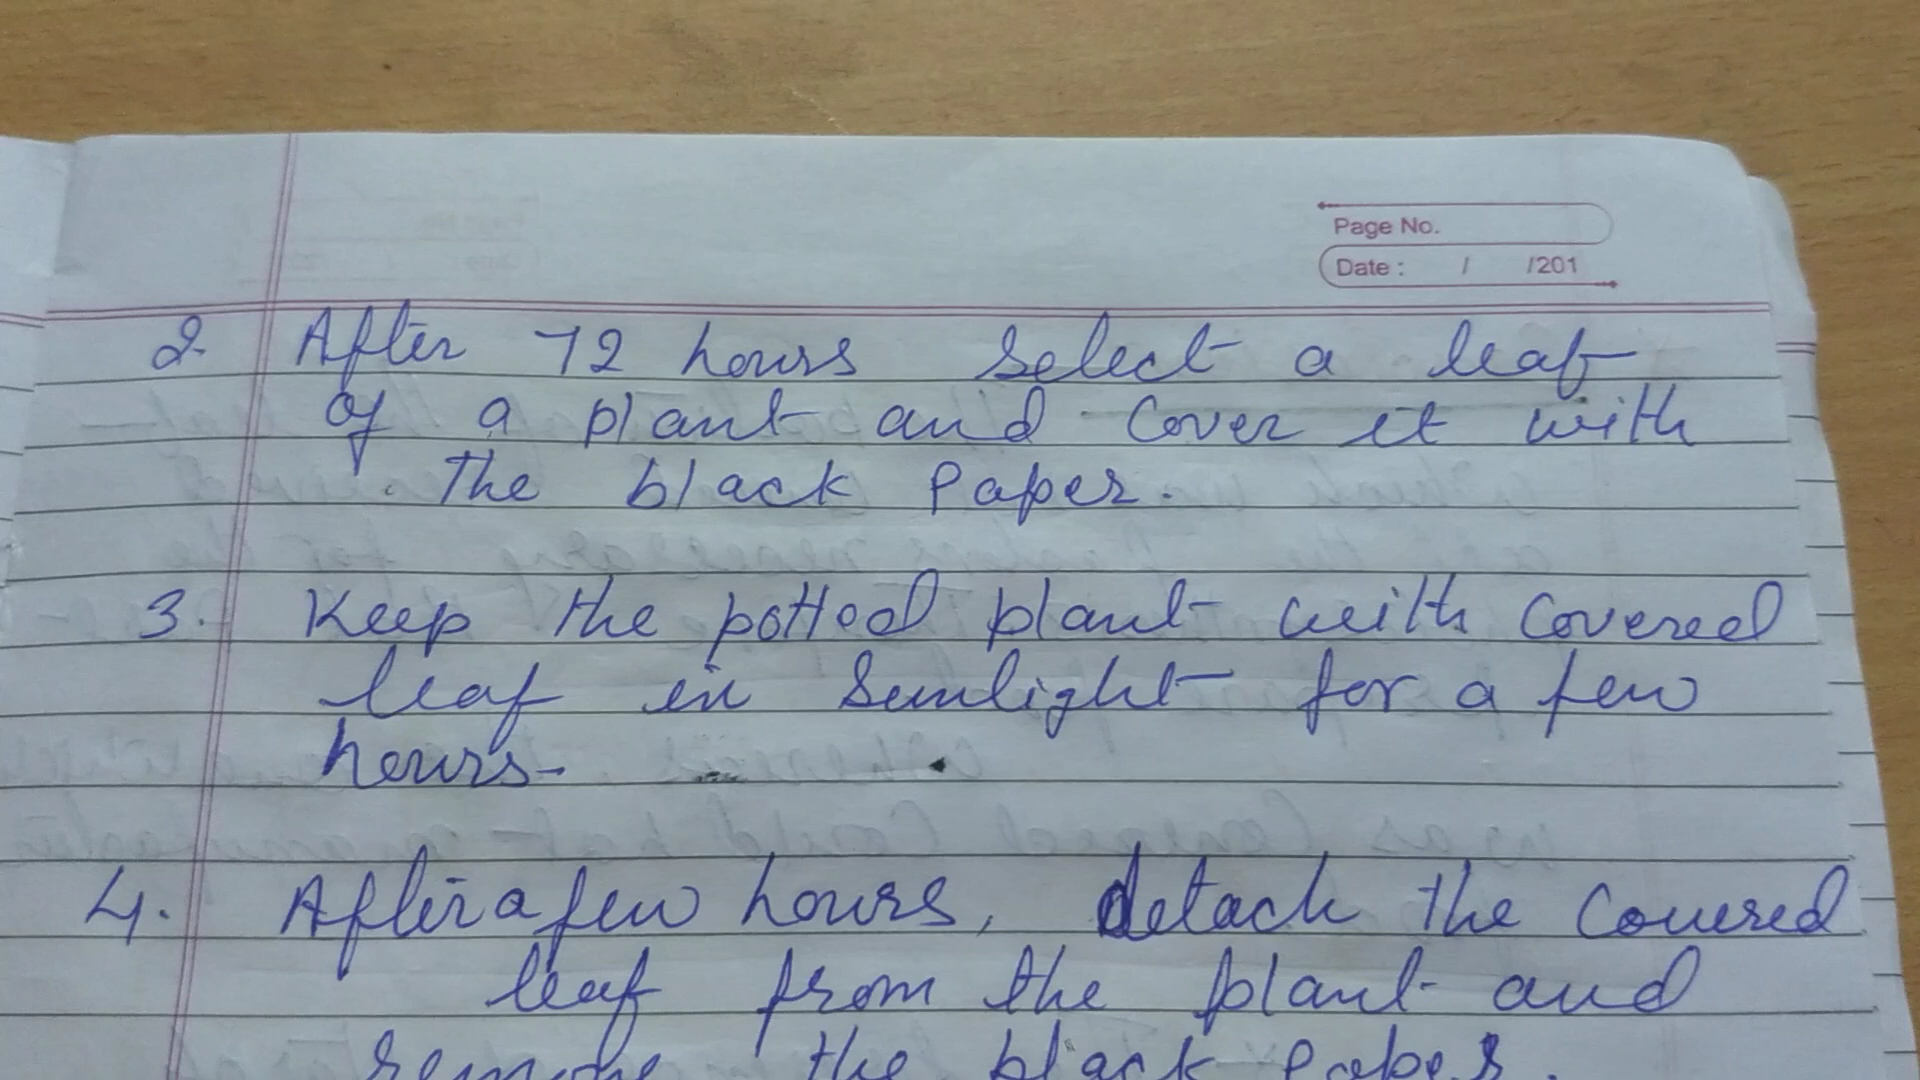 Page No.
Date : / /201
2. After 72 hours select a leaf
of a plant and cover it with
the black Paper.
3. Keep the potted plant with covered
leaf in Sunlight for a few
hours.
4. After a few hours, detach the covered
leaf from the plant and
remove the black paper.